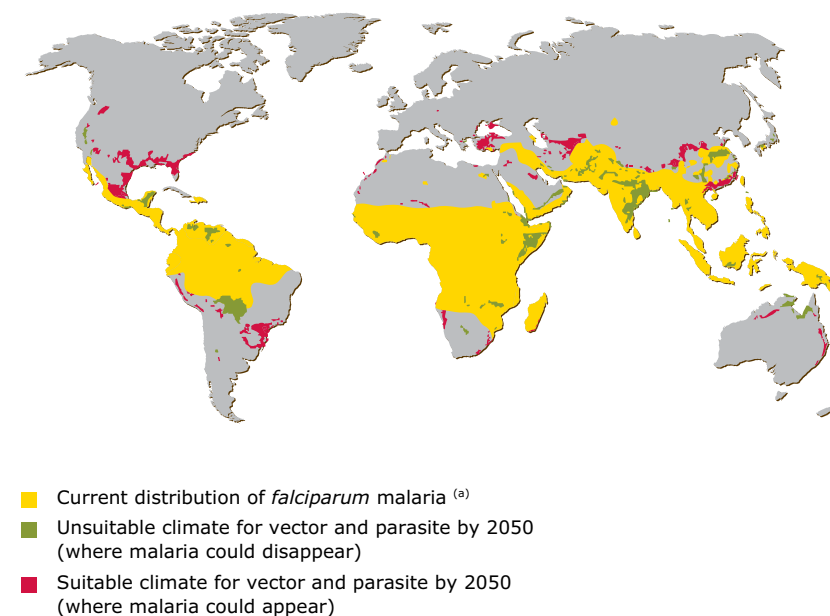 Current distribution of falciparum malaria (a)
Unsuitable climate for vector and parasite by 2050
(where malaria could disappear)
Suitable climate for vector and parasite by 2050
(where malaria could appear)